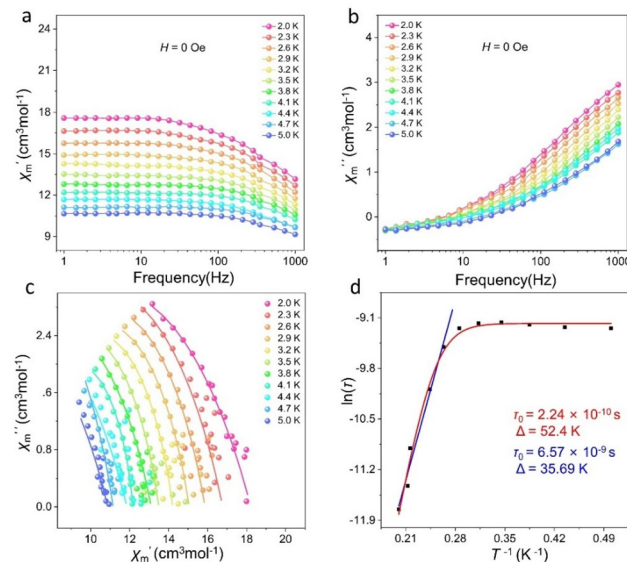 a
χm′ (cm³mol⁻¹)
24
21
18
15
12
9
H = 0 Oe
2.0 K
2.3 K
2.6 K
2.9 K
3.2 K
3.5 K
3.8 K
4.1 K
4.4 K
4.7 K
5.0 K
1
10
100
1000
Frequency(Hz)
b
χm′′ (cm³mol⁻¹)
4
3
2
1
0
H = 0 Oe
2.0 K
2.3 K
2.6 K
2.9 K
3.2 K
3.5 K
3.8 K
4.1 K
4.4 K
4.7 K
5.0 K
1
10
100
1000
Frequency(Hz)
c
χm′′ (cm³mol⁻¹)
2.4
.6
0.8
0.0
2.0 K
2.3 K
2.6 K
2.9 K
3.2 K
3.5 K
3.8 K
4.1 K
4.4 K
4.7 K
5.0 K
10
12
14
16
18
20
χm′ (cm³mol⁻¹)
d
ln(τ)
-9.1
-9.8
-10.5
-11.2
-11.9
τ₀ = 2.24 × 10⁻¹⁰ s
Δ = 52.4 K
τ₀ = 6.57 × 10⁻⁹ s
Δ = 35.69 K
0.21
0.28
0.35
0.42
0.49
T⁻¹ (K⁻¹)